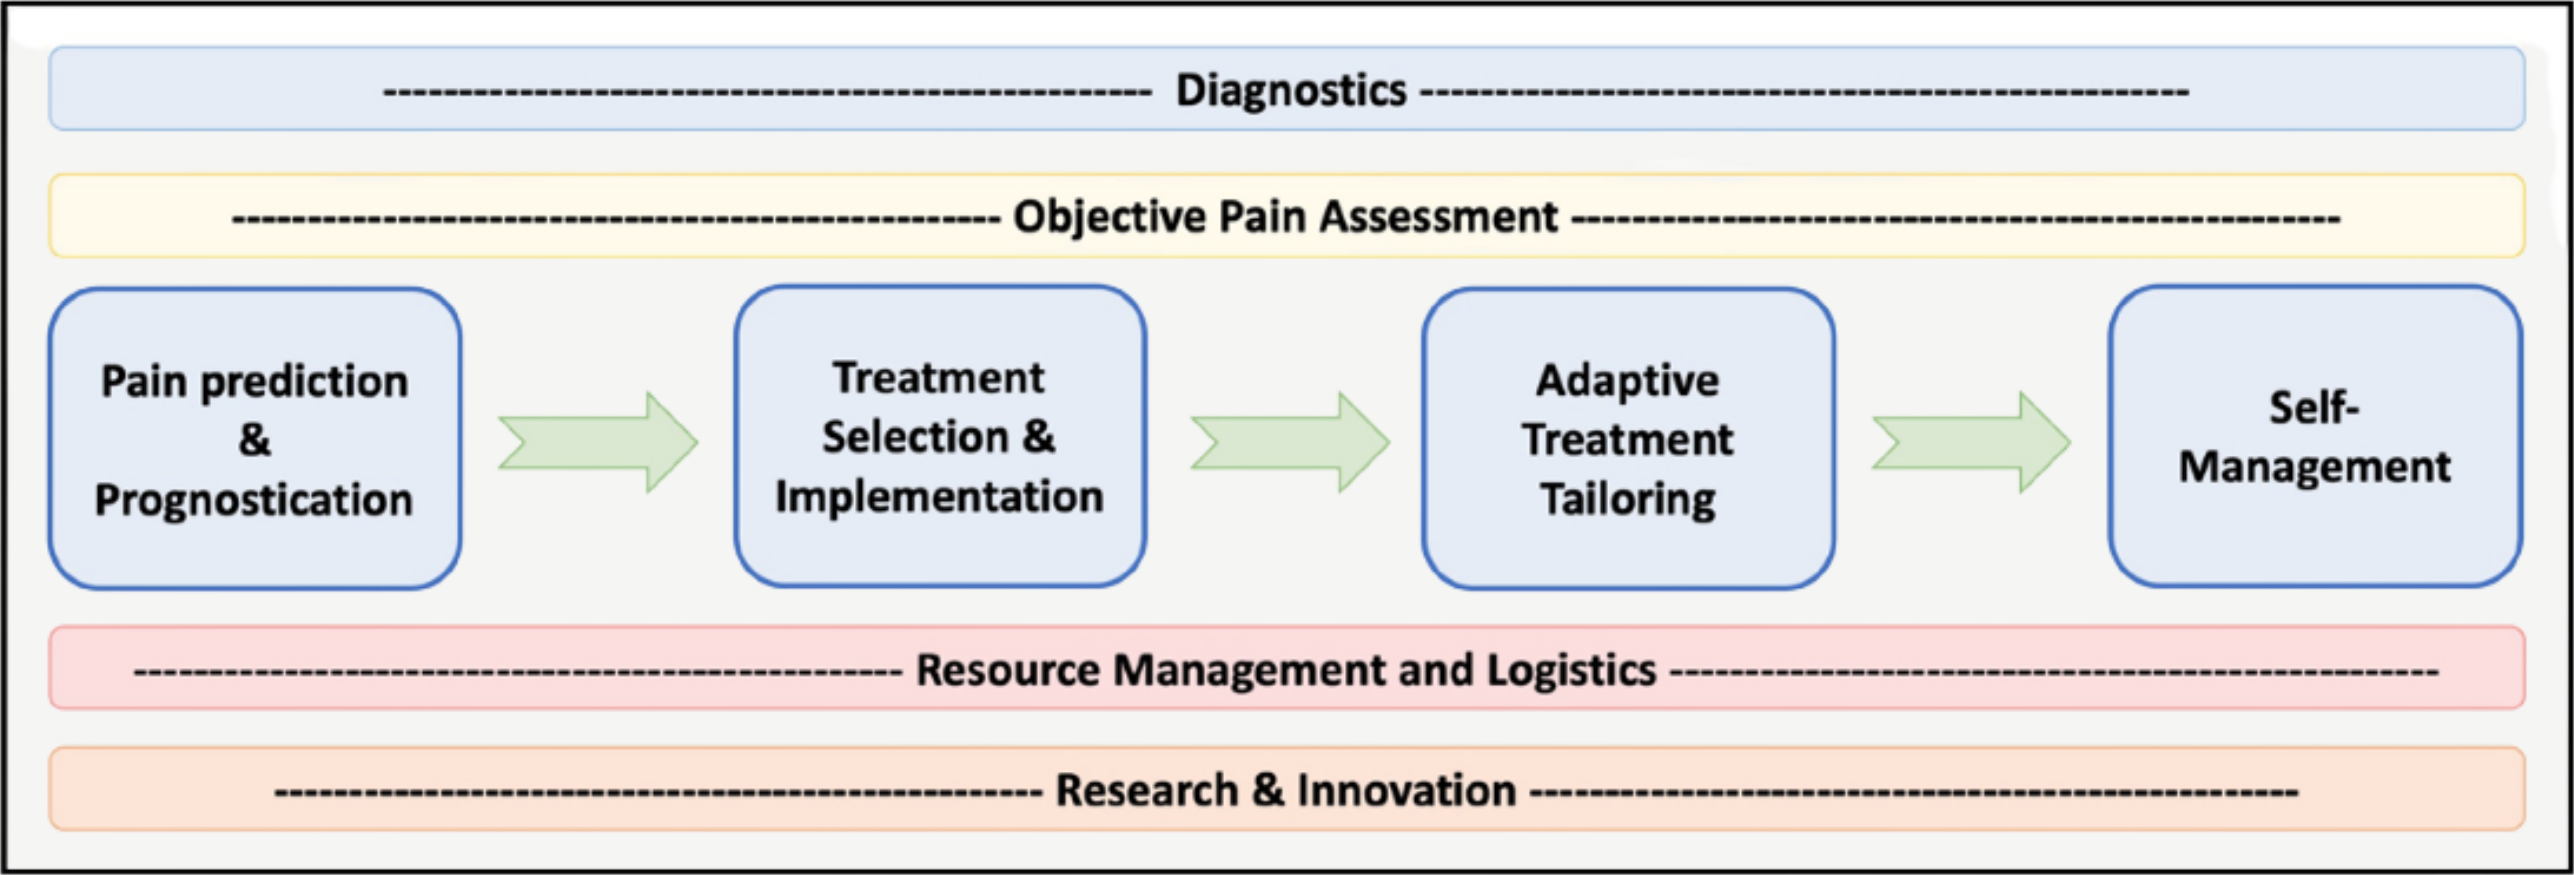 Diagnostics
Objective Pain Assessment
Pain prediction
&
Prognostication
Treatment
Selection &
Implementation
Adaptive
Treatment
Tailoring
Self-
Management
Resource Management and Logistics
Research & Innovation